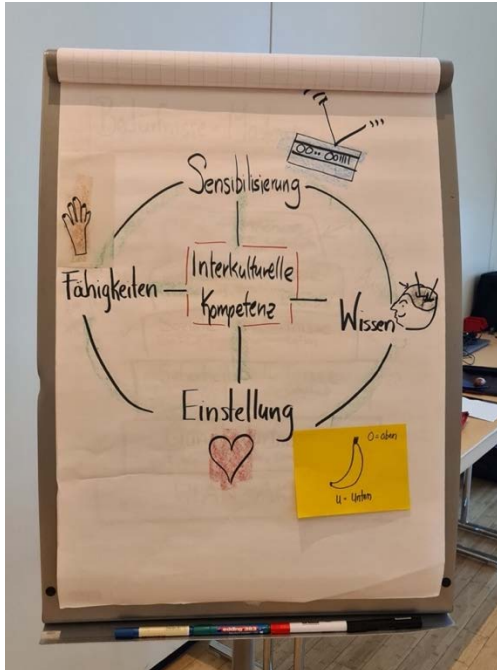 Sensibilisierung
Fähigkeiten
Interkulturelle
Kompetenz
Wissen
Einstellung
O = oben
u = unten